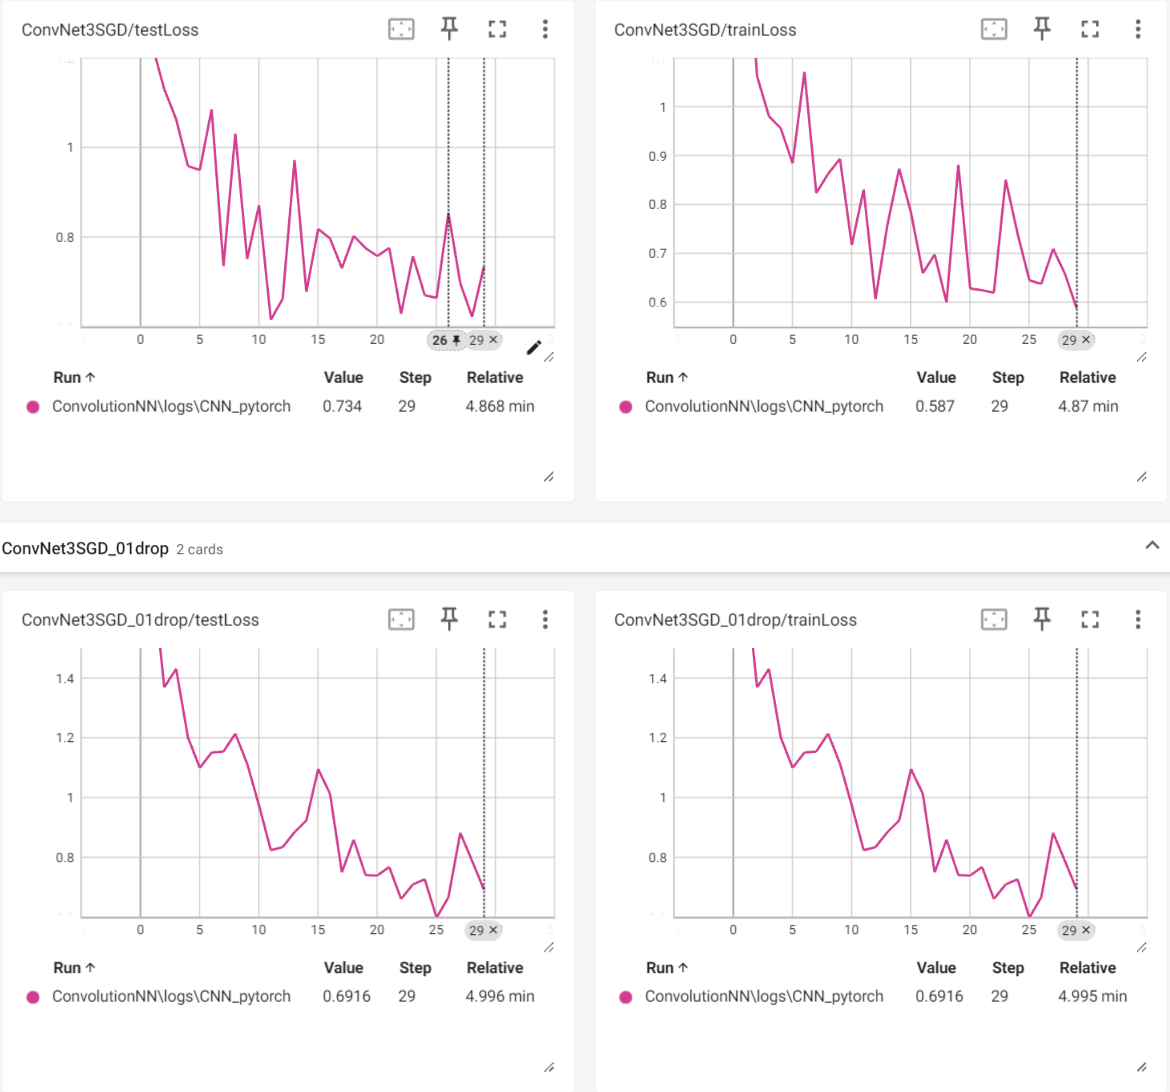 ConvNet3SGD/testLoss
1
0.8
0 5 10 15 20 26 29
Run ↑ Value Step Relative
ConvolutionNN\logs\CNN_pytorch 0.734 29 4.868 min
ConvNet3SGD/trainLoss
1
0.9
0.8
0.7
0.6
0 5 10 15 20 25 29
Run ↑ Value Step Relative
ConvolutionNN\logs\CNN_pytorch 0.587 29 4.87 min
ConvNet3SGD_01drop 2 cards
ConvNet3SGD_01drop/testLoss
1.4
1.2
1
0.8
0 5 10 15 20 25 29
Run ↑ Value Step Relative
ConvolutionNN\logs\CNN_pytorch 0.6916 29 4.996 min
ConvNet3SGD_01drop/trainLoss
1.4
1.2
1
0.8
0 5 10 15 20 25 29
Run ↑ Value Step Relative
ConvolutionNN\logs\CNN_pytorch 0.6916 29 4.995 min